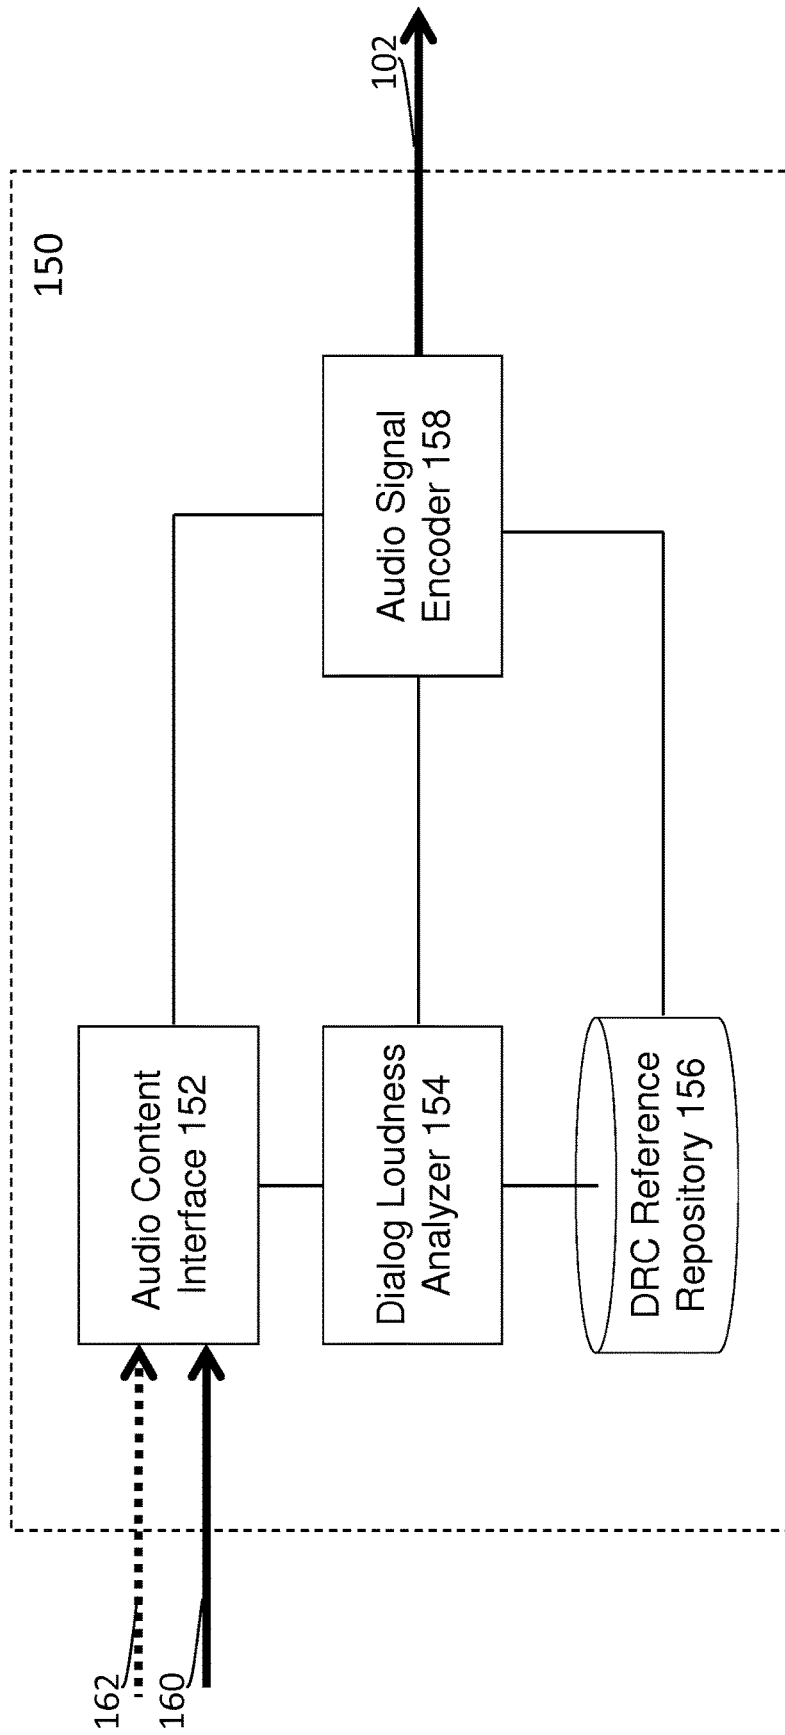 150
162
160
Audio Content
Interface 152
Dialog Loudness
Analyzer 154
DRC Reference
Repository 156
Audio Signal
Encoder 158
102